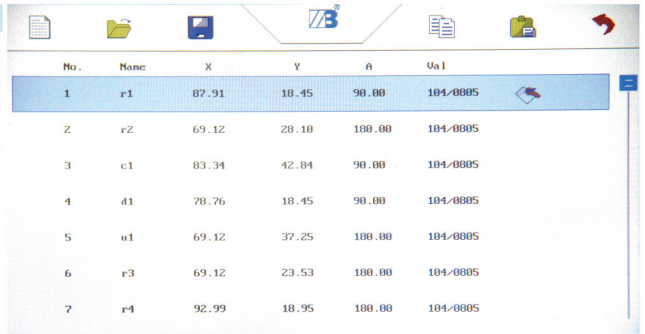 No. Name X Y A Val
1 r1 87.91 18.45 90.00 104/0805
2 r2 69.12 28.10 180.00 104/0805
3 c1 83.34 42.84 90.00 104/0805
4 d1 78.76 18.45 90.00 104/0805
5 u1 69.12 37.25 180.00 104/0805
6 r3 69.12 23.53 180.00 104/0805
7 r4 92.99 18.95 180.00 104/0805